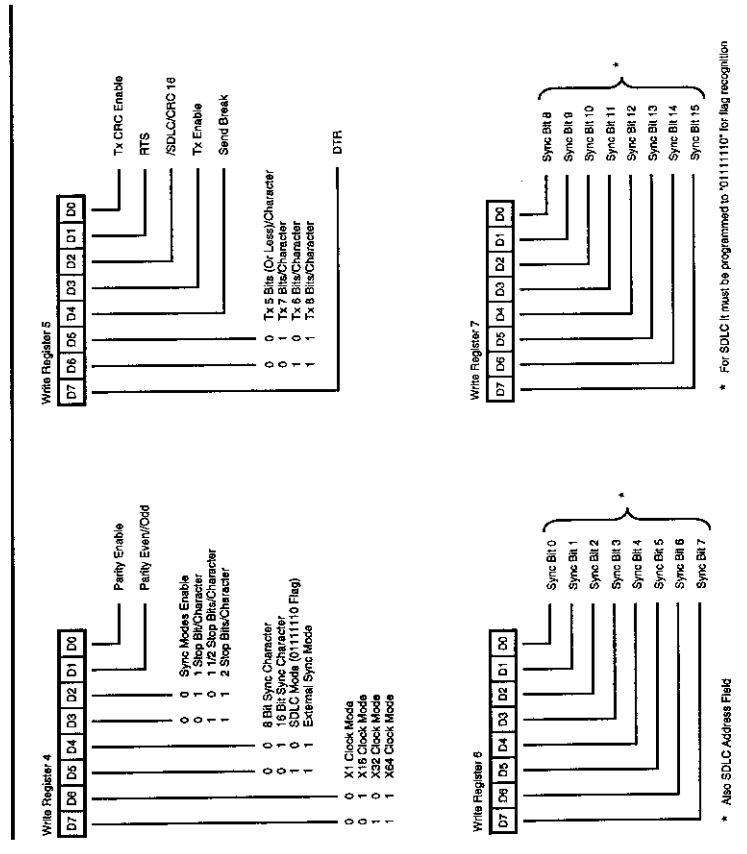 Write Register 4
D7 D6 D5 D4 D3 D2 D1 D0
Parity Enable
Parity Even//Odd
0 0 Sync Modes Enable
0 1 1 Stop Bit/Character
1 0 1 1/2 Stop Bits/Character
1 1 2 Stop Bits/Character
0 0 8 Bit Sync Character
0 1 16 Bit Sync Character
1 0 SDLC Mode (01111110 Flag)
1 1 External Sync Mode
0 0 X1 Clock Mode
0 1 X16 Clock Mode
1 0 X32 Clock Mode
1 1 X64 Clock Mode
Write Register 5
D7 D6 D5 D4 D3 D2 D1 D0
Tx CRC Enable
RTS
/SDLC/CRC 16
Tx Enable
Send Break
0 0 Tx 5 Bits (Or Less)/Character
0 1 Tx 7 Bits/Character
1 0 Tx 6 Bits/Character
1 1 Tx 8 Bits/Character
DTR
Write Register 6
D7 D6 D5 D4 D3 D2 D1 D0
Sync Bit 0
Sync Bit 1
Sync Bit 2
Sync Bit 3
Sync Bit 4
Sync Bit 5
Sync Bit 6
Sync Bit 7
*
* Also SDLC Address Field
Write Register 7
D7 D6 D5 D4 D3 D2 D1 D0
Sync Bit 8
Sync Bit 9
Sync Bit 10
Sync Bit 11
Sync Bit 12
Sync Bit 13
Sync Bit 14
Sync Bit 15
*
* For SDLC it must be programmed to "01111110" for flag recognition